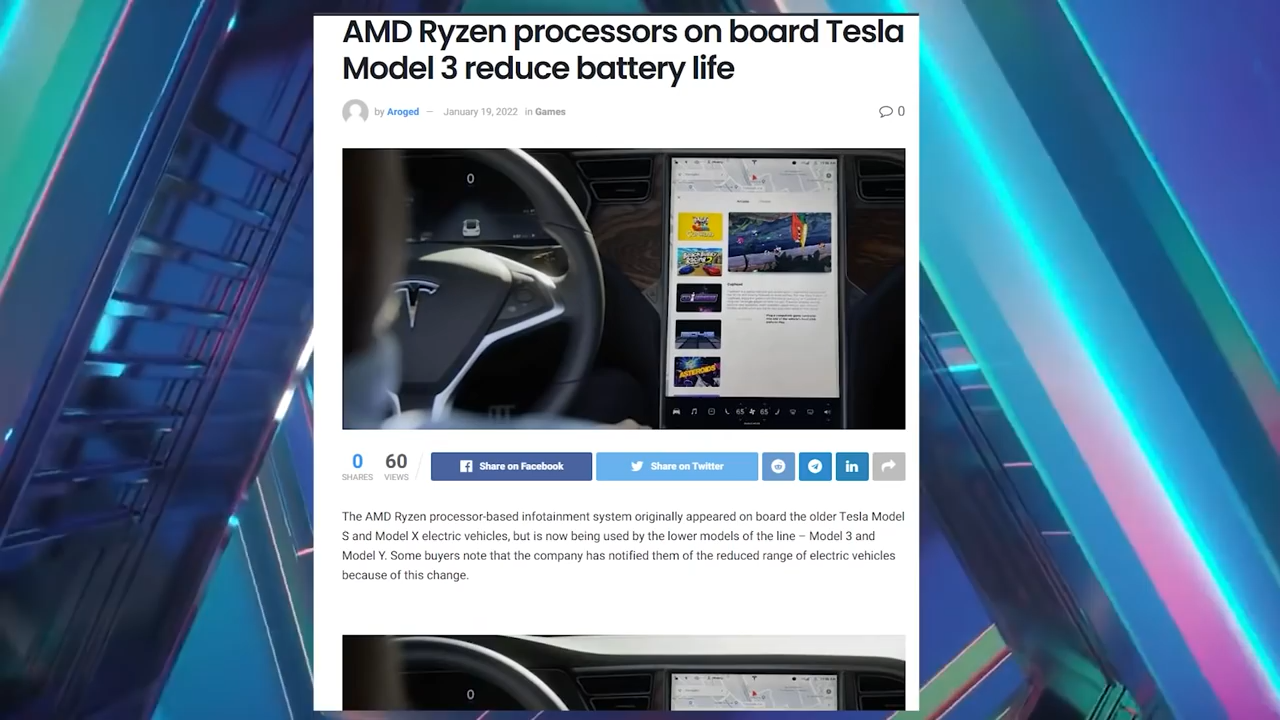 AMD Ryzen processors on board Tesla
Model 3 reduce battery life
by Aroged — January 19, 2022 in Games
0
0
ASTEROIDS
65 65
0 SHARES
60 VIEWS
Share on Facebook
Share on Twitter
in
The AMD Ryzen processor-based infotainment system originally appeared on board the older Tesla Model
S and Model X electric vehicles, but is now being used by the lower models of the line – Model 3 and
Model Y. Some buyers note that the company has notified them of the reduced range of electric vehicles
because of this change.
0